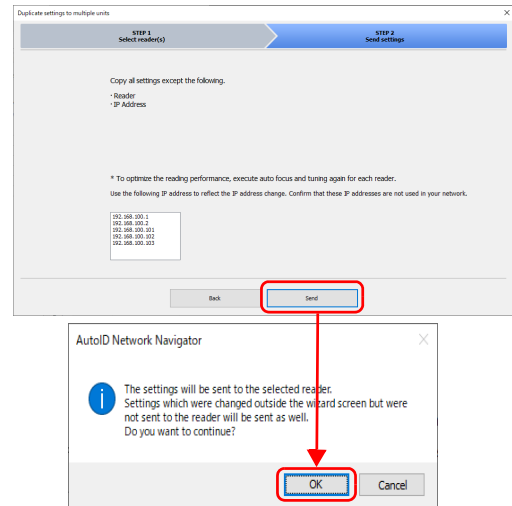 Duplicate settings to multiple units
STEP 1
Select reader(s)
STEP 2
Send settings
Copy all settings except the following.
· Reader
· IP Address
* To optimize the reading performance, execute auto focus and tuning again for each reader.
Use the following IP address to reflect the IP address change. Confirm that these IP addresses are not used in your network.
192.168.100.1
192.168.100.2
192.168.100.101
192.168.100.102
192.168.100.103
Back
Send
AutoID Network Navigator
The settings will be sent to the selected reader.
Settings which were changed outside the wizard screen but were
not sent to the reader will be sent as well.
Do you want to continue?
OK
Cancel